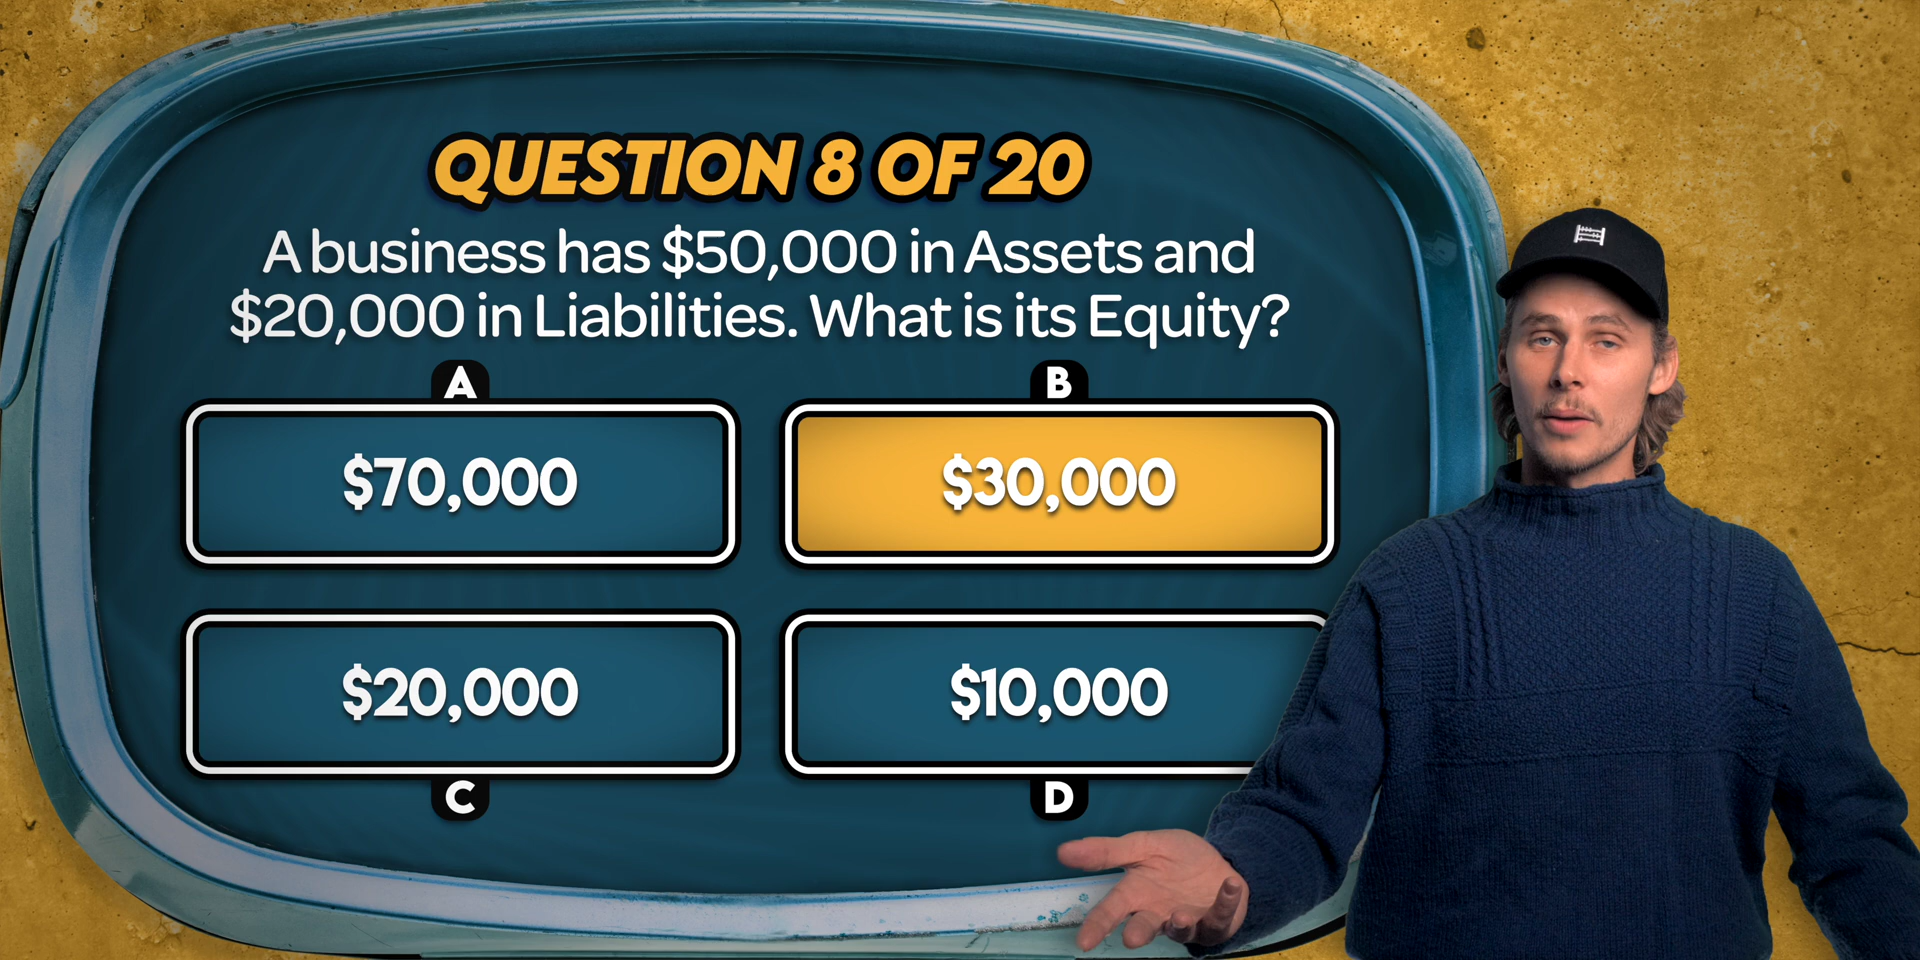 QUESTION 8 OF 20
A business has $50,000 in Assets and
$20,000 in Liabilities. What is its Equity?
A
B
$70,000
$30,000
$20,000
$10,000
C
D